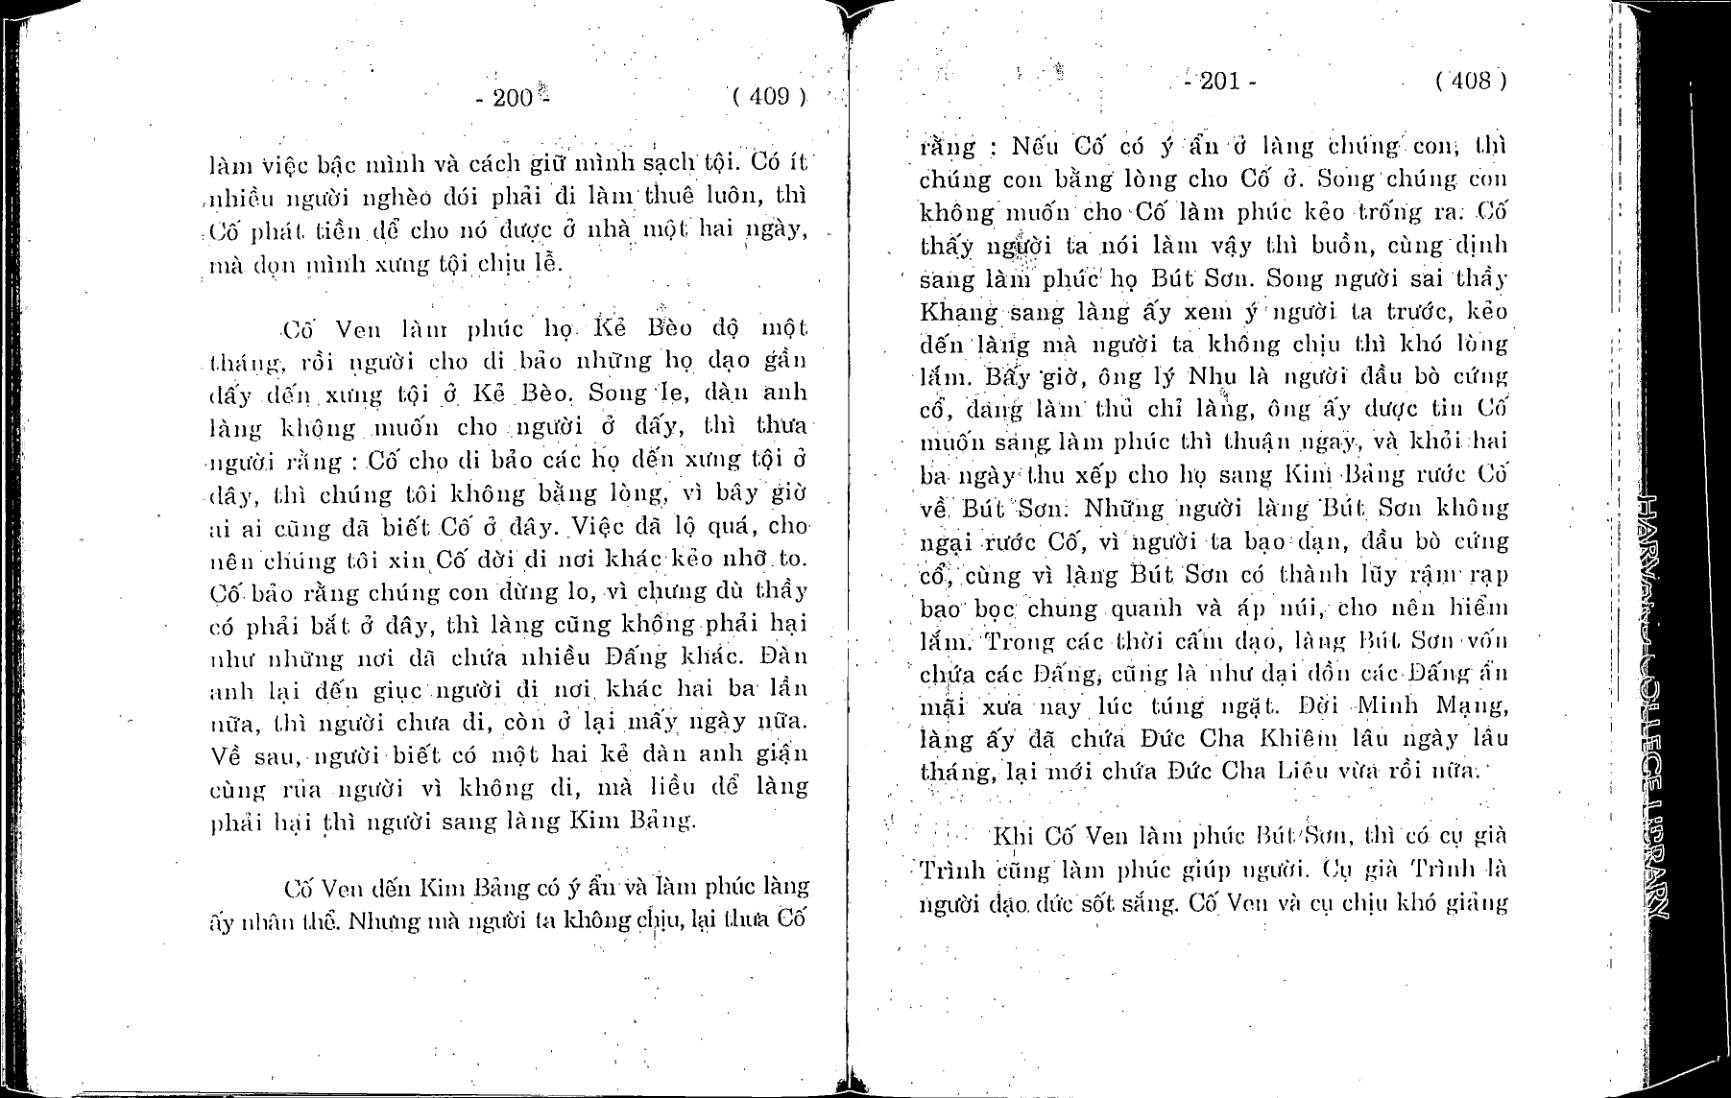 - 200 -
( 409 )
làm việc bậc mình và cách giữ mình sạch tội. Có ít
nhiều người nghèo đói phải đi làm thuê luôn, thì
Cố phát tiền để cho nó được ở nhà một hai ngày,
mà dọn mình xưng tội chịu lễ.
Cố Ven làm phúc họ Kẻ Bèo độ một
tháng, rồi người cho đi bảo những họ đạo gần
đấy đến xưng tội ở Kẻ Bèo. Song le, đàn anh
làng không muốn cho người ở đấy, thì thưa
người rằng : Cố cho đi bảo các họ đến xưng tội ở
đây, thì chúng tôi không bằng lòng, vì bây giờ
ai ai cũng đã biết Cố ở đây. Việc đã lộ quá, cho
nên chúng tôi xin Cố dời đi nơi khác kẻo nhỡ to.
Cố bảo rằng chúng con đừng lo, vì chưng dù thầy
có phải bắt ở đây, thì làng cũng không phải hại
như những nơi đã chứa nhiều Đấng khác. Đàn
anh lại đến giục người đi nơi khác hai ba lần
nữa, thì người chưa đi, còn ở lại mấy ngày nữa.
Về sau, người biết có một hai kẻ đàn anh giận
cùng rủa người vì không đi, mà liều để làng
phải hại thì người sang làng Kim Bảng.
Cố Ven đến Kim Bảng có ý ẩn và làm phúc làng
ấy nhân thể. Nhưng mà người ta không chịu, lại thưa Cố
- 201 -
( 408 )
rằng : Nếu Cố có ý ẩn ở làng chúng con, thì
chúng con bằng lòng cho Cố ở. Song chúng con
không muốn cho Cố làm phúc kẻo trống ra. Cố
thấy người ta nói làm vậy thì buồn, cùng định
sang làm phúc họ Bút Sơn. Song người sai thầy
Khang sang làng ấy xem ý người ta trước, kẻo
đến làng mà người ta không chịu thì khó lòng
lắm. Bấy giờ, ông lý Nhu là người đầu bò cứng
cổ, đang làm thủ chỉ làng, ông ấy được tin Cố
muốn sang làm phúc thì thuận ngay, và khỏi hai
ba ngày thu xếp cho họ sang Kim Bảng rước Cố
về Bút Sơn. Những người làng Bút Sơn không
ngại rước Cố, vì người ta bạo dạn, đầu bò cứng
cổ, cùng vì làng Bút Sơn có thành lũy rậm rạp
bao bọc chung quanh và áp núi, cho nên hiểm
lắm. Trong các thời cấm đạo, làng Bút Sơn vốn
chứa các Đấng, cũng là như đại đồn các Đấng ẩn
mãi xưa nay lúc túng ngặt. Đời Minh Mạng,
làng ấy đã chứa Đức Cha Khiêm lâu ngày lâu
tháng, lại mới chứa Đức Cha Liêu vừa rồi nữa.
Khi Cố Ven làm phúc Bút Sơn, thì có cụ già
Trình cũng làm phúc giúp người. Cụ già Trình là
người đạo đức sốt sắng. Cố Ven và cụ chịu khó giảng
HARVARD COLLEGE LIBRARY